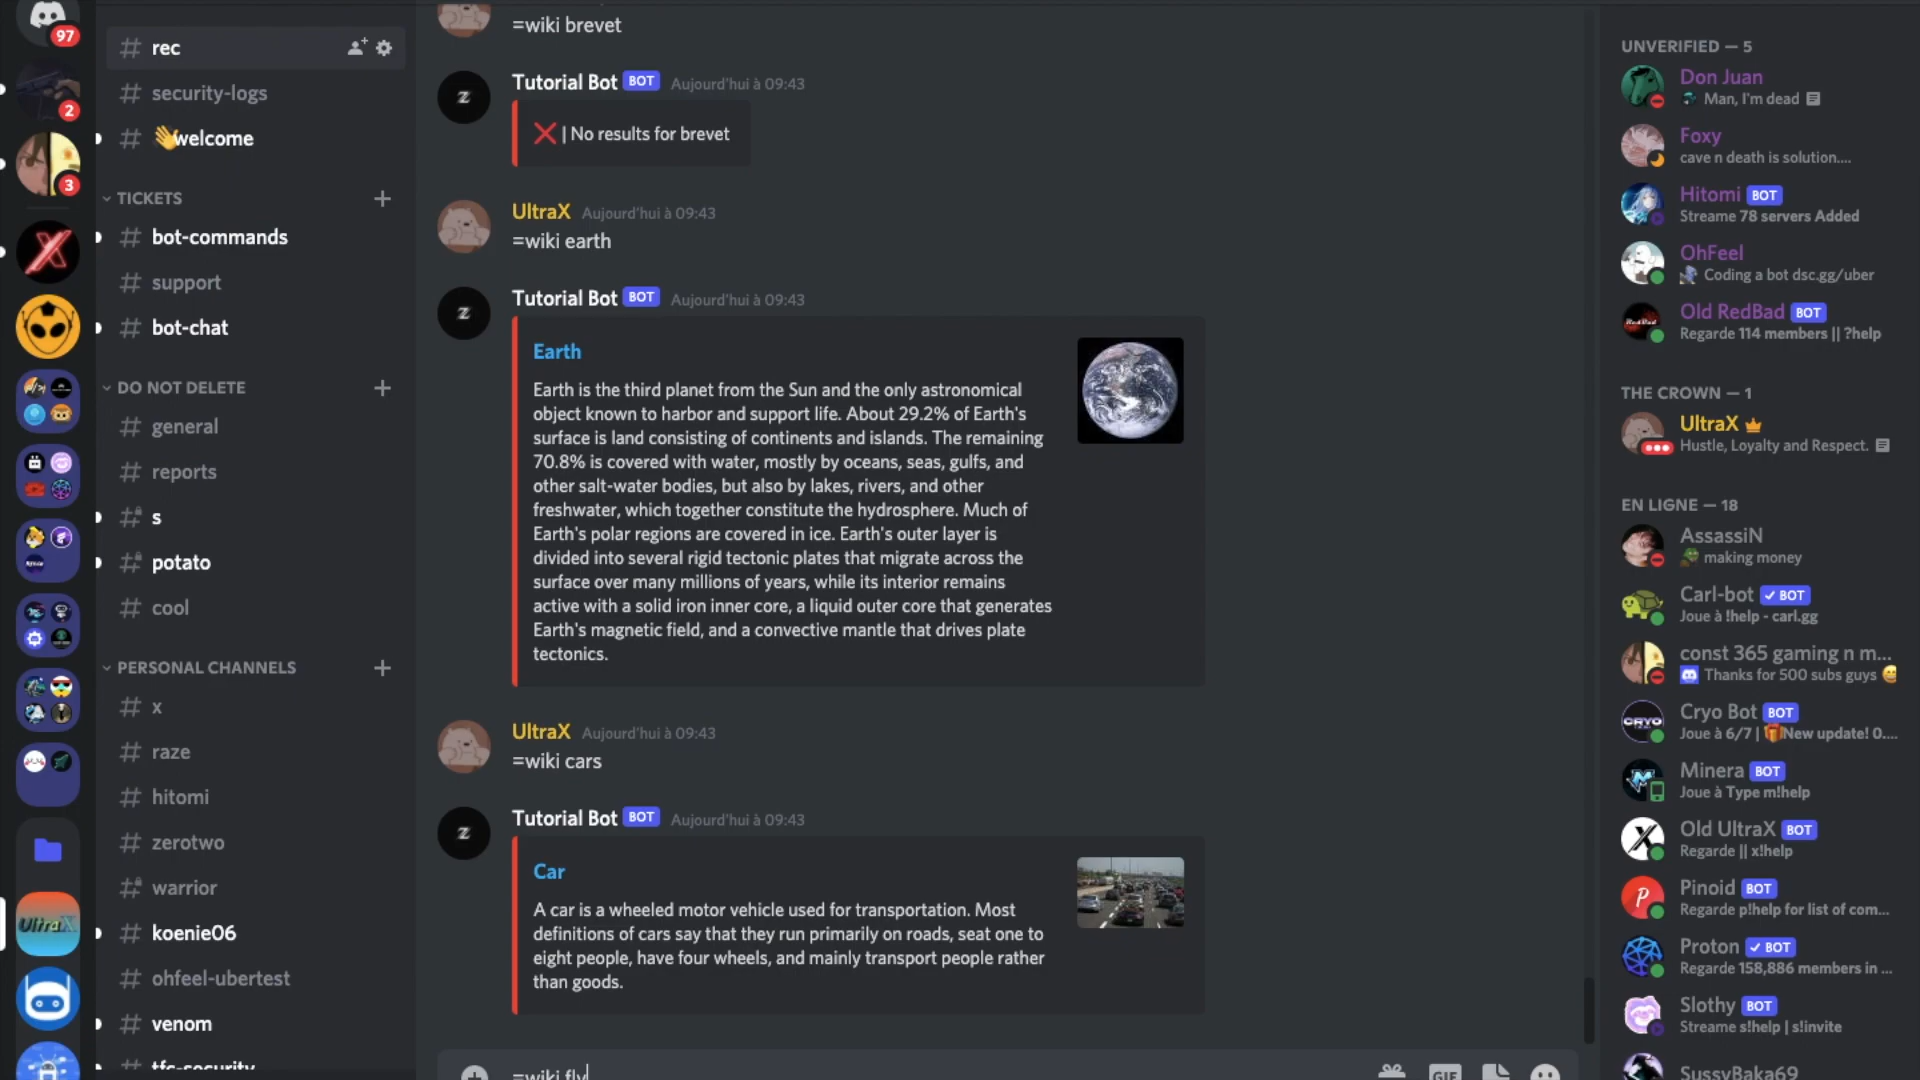 97
2
3
UltraX
rec
security-logs
welcome
TICKETS
bot-commands
support
bot-chat
DO NOT DELETE
general
reports
s
potato
cool
PERSONAL CHANNELS
x
raze
hitomi
zerotwo
warrior
koenie06
ohfeel-ubertest
venom
tfs-security
=wiki brevet
Tutorial Bot BOT Aujourd'hui à 09:43
❌ | No results for brevet
UltraX Aujourd'hui à 09:43
=wiki earth
Tutorial Bot BOT Aujourd'hui à 09:43
Earth
Earth is the third planet from the Sun and the only astronomical
object known to harbor and support life. About 29.2% of Earth's
surface is land consisting of continents and islands. The remaining
70.8% is covered with water, mostly by oceans, seas, gulfs, and
other salt-water bodies, but also by lakes, rivers, and other
freshwater, which together constitute the hydrosphere. Much of
Earth's polar regions are covered in ice. Earth's outer layer is
divided into several rigid tectonic plates that migrate across the
surface over many millions of years, while its interior remains
active with a solid iron inner core, a liquid outer core that generates
Earth's magnetic field, and a convective mantle that drives plate
tectonics.
UltraX Aujourd'hui à 09:43
=wiki cars
Tutorial Bot BOT Aujourd'hui à 09:43
Car
A car is a wheeled motor vehicle used for transportation. Most
definitions of cars say that they run primarily on roads, seat one to
eight people, have four wheels, and mainly transport people rather
than goods.
=wiki fly
GIF
UNVERIFIED — 5
Don Juan
Man, I'm dead
Foxy
cave n death is solution....
Hitomi BOT
Streame 78 servers Added
OhFeel
Coding a bot dsc.gg/uber
Old RedBad BOT
Regarde 114 members || ?help
THE CROWN — 1
UltraX
Hustle, Loyalty and Respect.
EN LIGNE — 18
AssassiN
making money
Carl-bot ✓ BOT
Joue à !help - carl.gg
const 365 gaming n m...
Thanks for 500 subs guys
Cryo Bot BOT
Joue à 6/7 | 🎁New update! 0....
Minera BOT
Joue à Type m!help
Old UltraX BOT
Regarde || x!help
Pinoid BOT
Regarde p!help for list of com...
Proton ✓ BOT
Regarde 158,886 members in ...
Slothy BOT
Streame s!help | s!invite
SussyBaka69